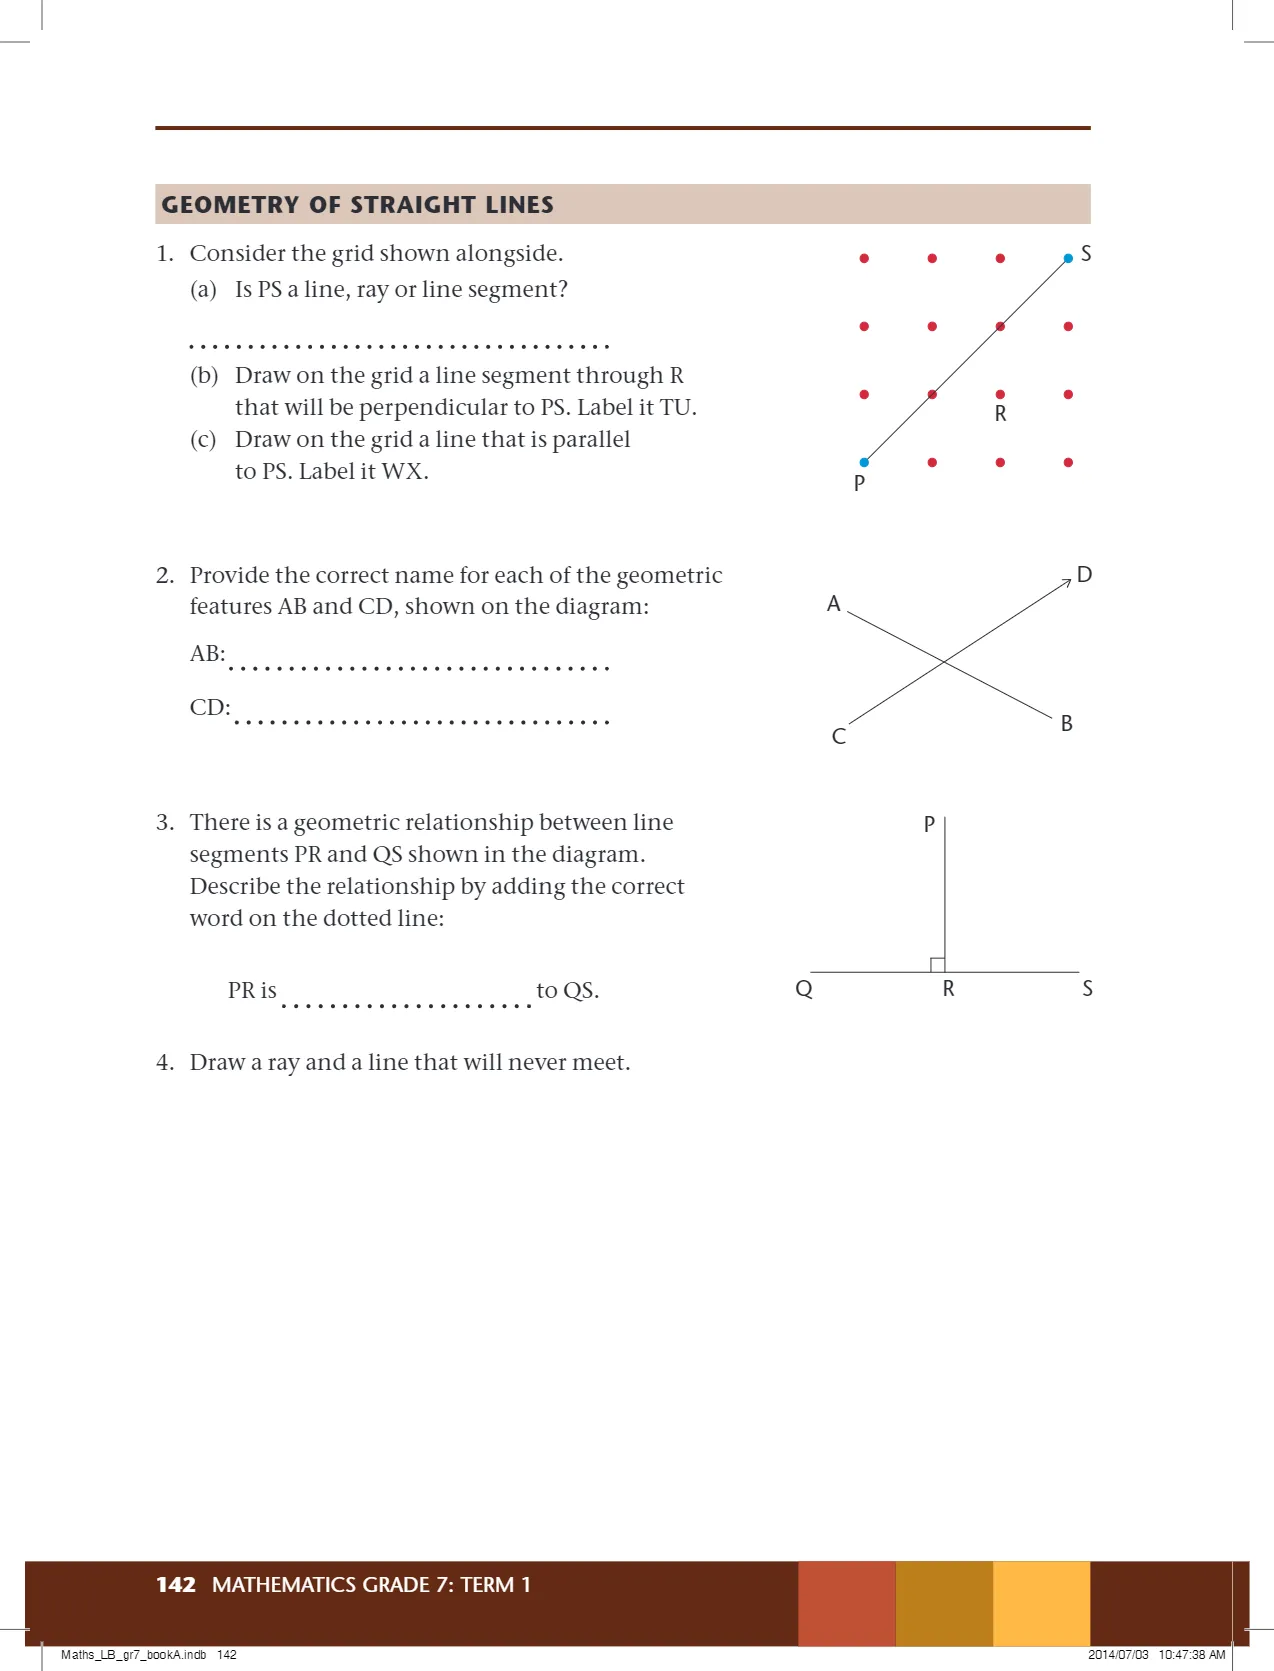 GEOMETRY OF STRAIGHT LINES
1. Consider the grid shown alongside.
(a) Is PS a line, ray or line segment?
(b) Draw on the grid a line segment through R
that will be perpendicular to PS. Label it TU.
(c) Draw on the grid a line that is parallel
to PS. Label it WX.
S
R
P
2. Provide the correct name for each of the geometric
features AB and CD, shown on the diagram:
AB:
CD:
D
A
B
C
3. There is a geometric relationship between line
segments PR and QS shown in the diagram.
Describe the relationship by adding the correct
word on the dotted line:
PR is to QS.
P
Q R S
4. Draw a ray and a line that will never meet.
142 MATHEMATICS GRADE 7: TERM 1
Maths_LB_gr7_bookA.indb 142
2014/07/03 10:47:38 AM